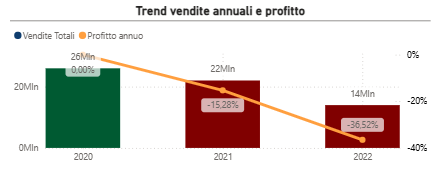 Trend vendite annuali e profitto
Vendite Totali Profitto annuo
26Mln
0,00%
22Mln
-15,28%
14Mln
-36,52%
20Mln
0Mln
0%
-20%
-40%
2020 2021 2022